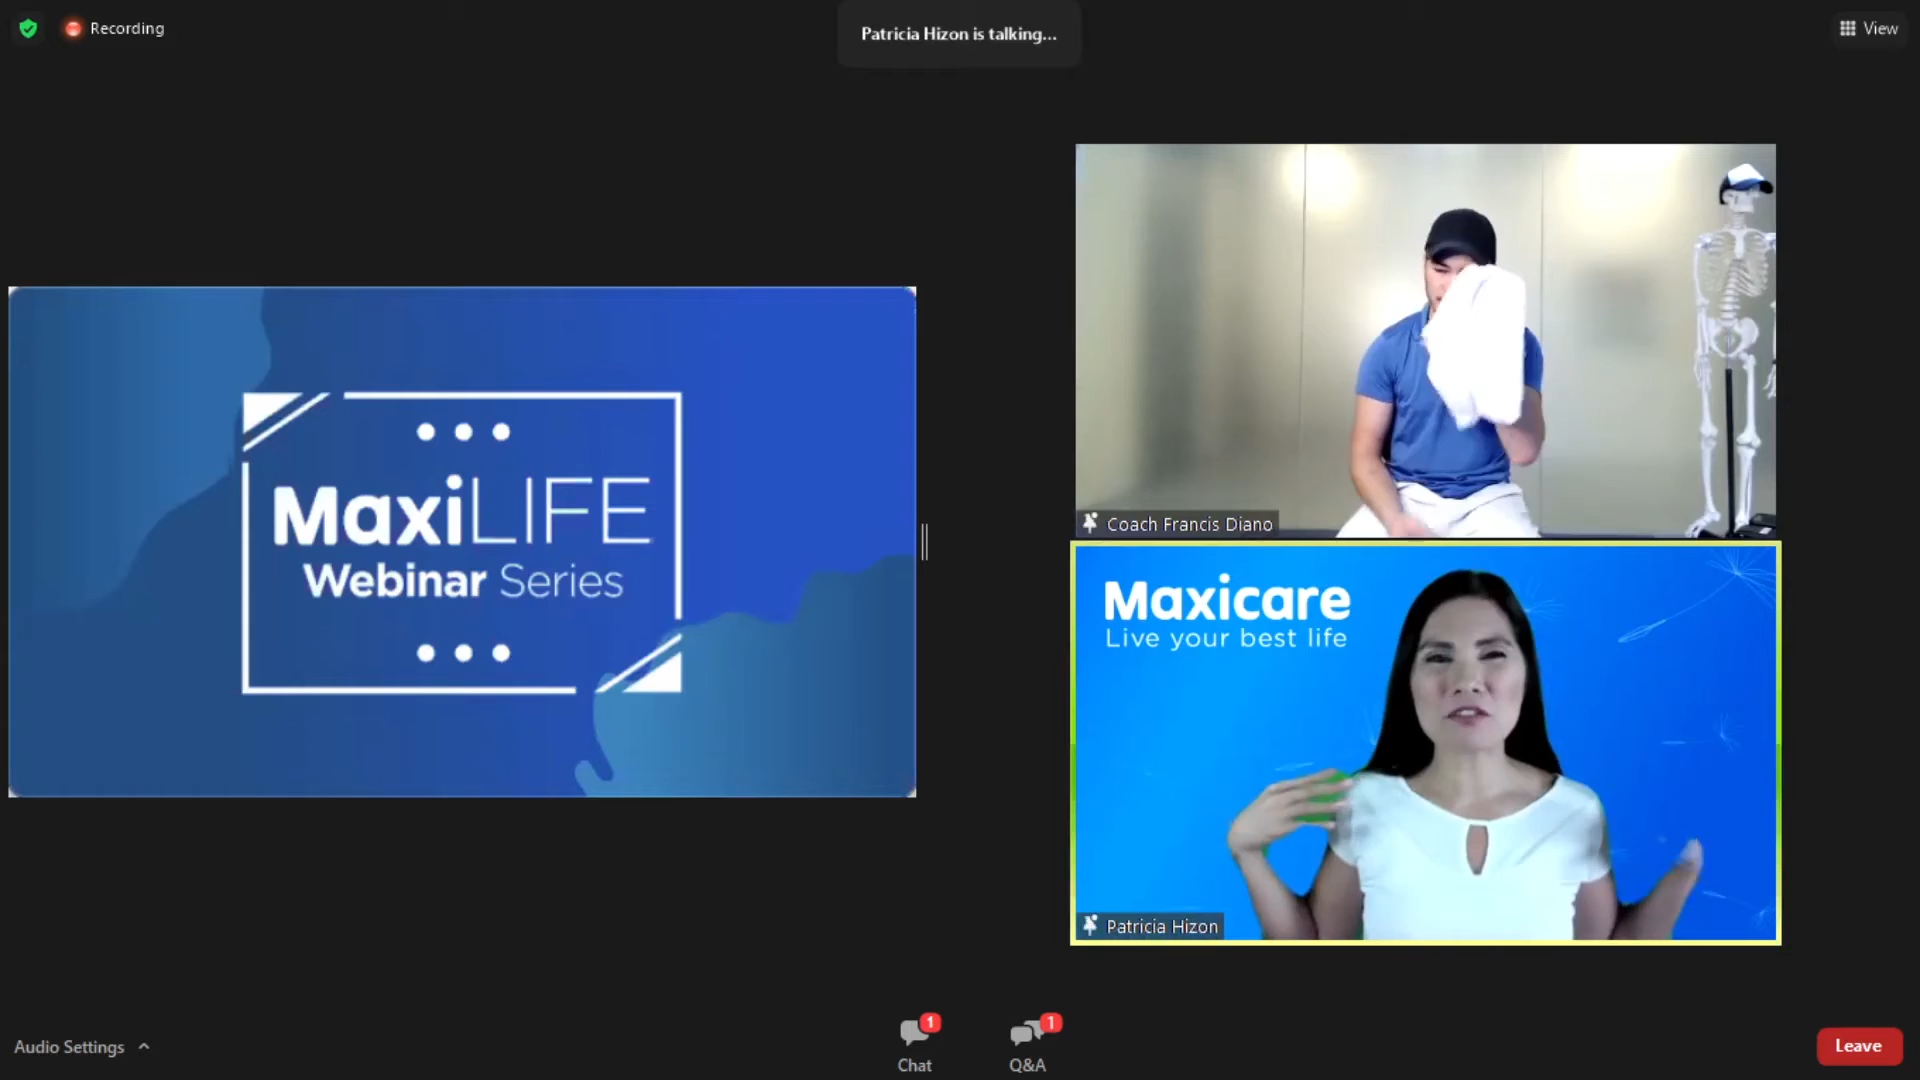 Recording
Patricia Hizon is talking...
View
MaxiLIFE
Webinar Series
Coach Francis Diano
Maxicare
Live your best life
Patricia Hizon
Audio Settings
1
Chat
1
Q&A
Leave